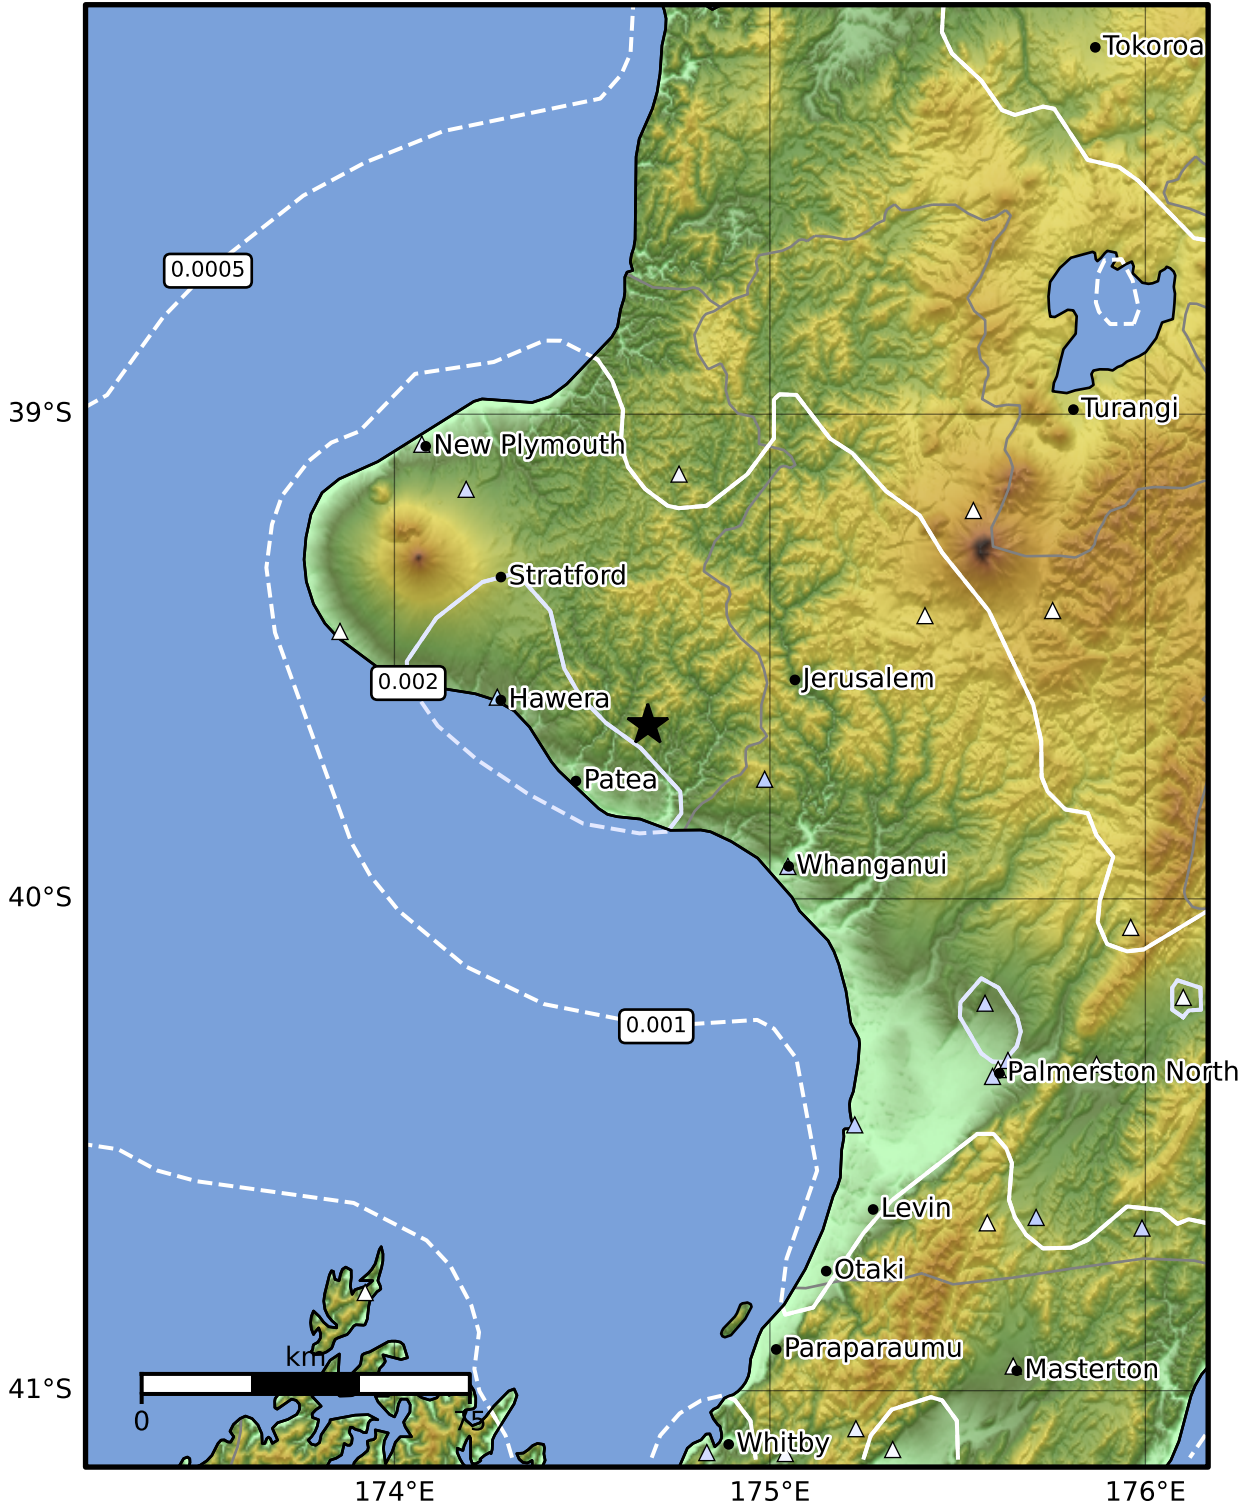 Tokoroa
0.0005
39°S
Turangi
New Plymouth
Stratford
Jerusalem
0.002
Hawera
Patea
Whanganui
40°S
0.001
Palmerston North
Levin
Otaki
Paraparaumu
km
Masterton
41°S
0
75
Whitby
174°E
175°E
176°E